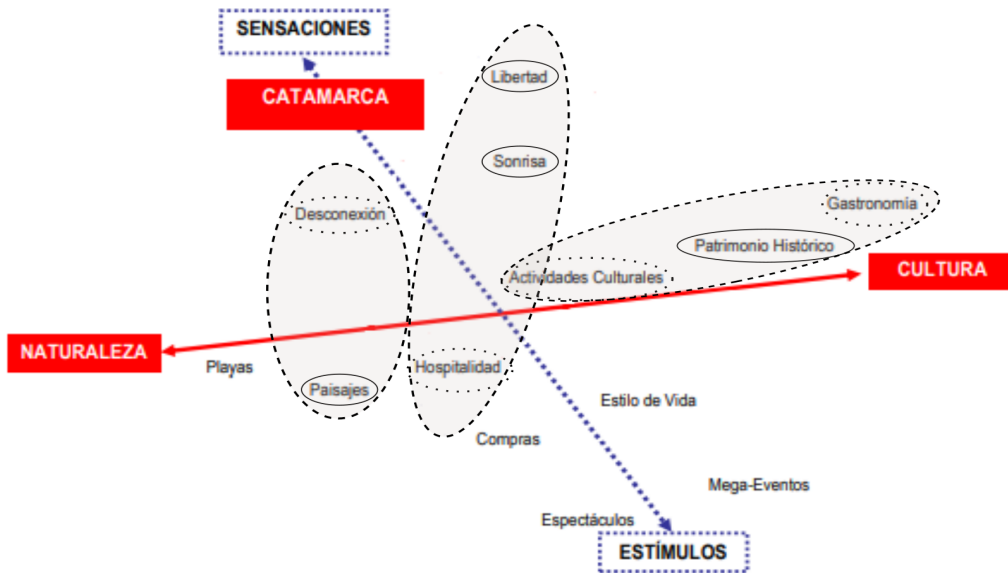 SENSACIONES
CATAMARCA
Libertad
Sonrisa
Desconexión
Gastronomía
Patrimonio Histórico
Actividades Culturales
CULTURA
NATURALEZA
Playas
Hospitalidad
Paisajes
Estilo de Vida
Compras
Mega-Eventos
Espectáculos
ESTÍMULOS